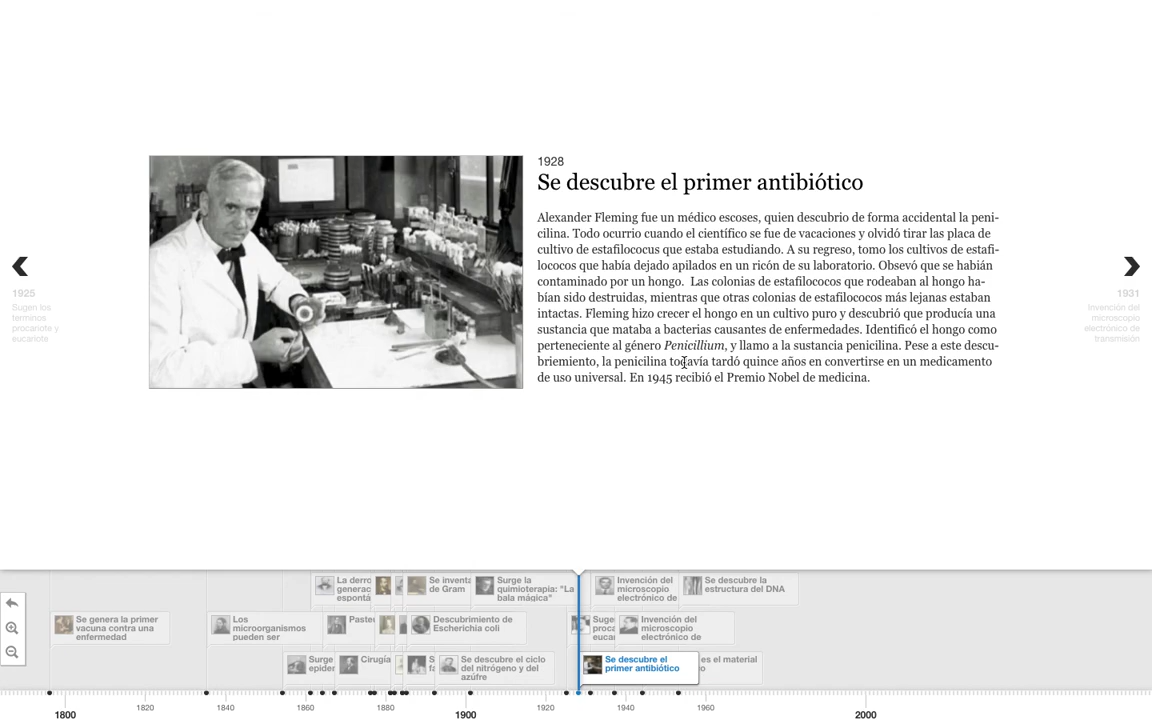 1928
Se descubre el primer antibiótico
Alexander Fleming fue un médico escoses, quien descubrio de forma accidental la peni-
cilina. Todo ocurrio cuando el científico se fue de vacaciones y olvidó tirar las placa de
cultivo de estafilococus que estaba estudiando. A su regreso, tomo los cultivos de estafi-
lococos que había dejado apilados en un ricón de su laboratorio. Obsevó que se habián
contaminado por un hongo. Las colonias de estafilococos que rodeaban al hongo ha-
bían sido destruidas, mientras que otras colonias de estafilococos más lejanas estaban
intactas. Fleming hizo crecer el hongo en un cultivo puro y descubrió que producía una
sustancia que mataba a bacterias causantes de enfermedades. Identificó el hongo como
perteneciente al género Penicillium, y llamo a la sustancia penicilina. Pese a este descu-
briemiento, la penicilina todavía tardó quince años en convertirse en un medicamento
de uso universal. En 1945 recibió el Premio Nobel de medicina.
1925
Sugen los
terminos
procariote y
eucariote
1931
Invención del
microscopio
electrónico de
transmisión
La derro
generac
espontá
Se inventa
de Gram
Surge la
quimioterapia: "La
bala mágica"
Invención del
microscopio
electrónico de
Se descubre la
estructura del DNA
Se genera la primer
vacuna contra una
enfermedad
Los
microorganismos
pueden ser
Paster
Descubrimiento de
Escherichia coli
Suge
proca
eucar
Invención del
microscopio
electrónico de
Surge
epider
Cirugía
Se descubre el ciclo
del nitrógeno y del
azúfre
Se descubre el
primer antibiótico
es el material
o
1800
1820
1840
1860
1880
1900
1920
1940
1960
2000